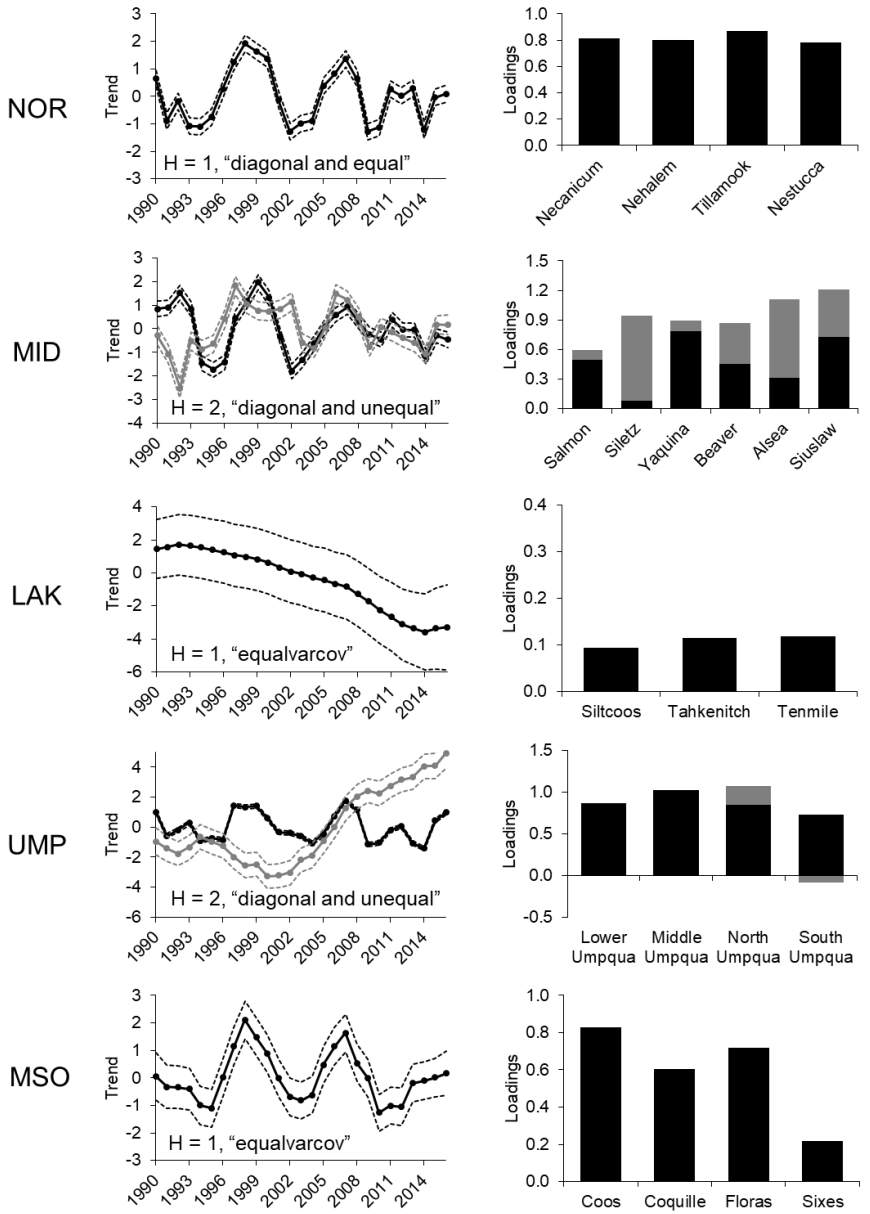 NOR
Trend
3
2
1
0
-1
-2
-3
H = 1, “diagonal and equal”
1990
1993
1996
1999
2002
2005
2008
2011
2014
Loadings
1.0
0.8
0.6
0.4
0.2
0.0
Necanicum
Nehalem
Tillamook
Nestucca
MID
Trend
3
2
1
0
-1
-2
-3
-4
H = 2, “diagonal and unequal”
1990
1993
1996
1999
2002
2005
2008
2011
2014
Loadings
1.5
1.2
0.9
0.6
0.3
0.0
Salmon
Siletz
Yaquina
Beaver
Alsea
Siuslaw
LAK
Trend
4
2
0
-2
-4
-6
H = 1, “equalvarcov”
1990
1993
1996
1999
2002
2005
2008
2011
2014
Loadings
0.4
0.3
0.2
0.1
0.0
Siltcoos
Tahkenitch
Tenmile
UMP
Trend
4
2
0
-2
-4
-6
H = 2, “diagonal and unequal”
1990
1993
1996
1999
2002
2005
2008
2011
2014
Loadings
1.5
1.0
0.5
0.0
-0.5
Lower Middle North South
Umpqua Umpqua Umpqua Umpqua
MSO
Trend
3
2
1
0
-1
-2
-3
H = 1, “equalvarcov”
1990
1993
1996
1999
2002
2005
2008
2011
2014
Loadings
1.0
0.8
0.6
0.4
0.2
0.0
Coos
Coquille
Floras
Sixes